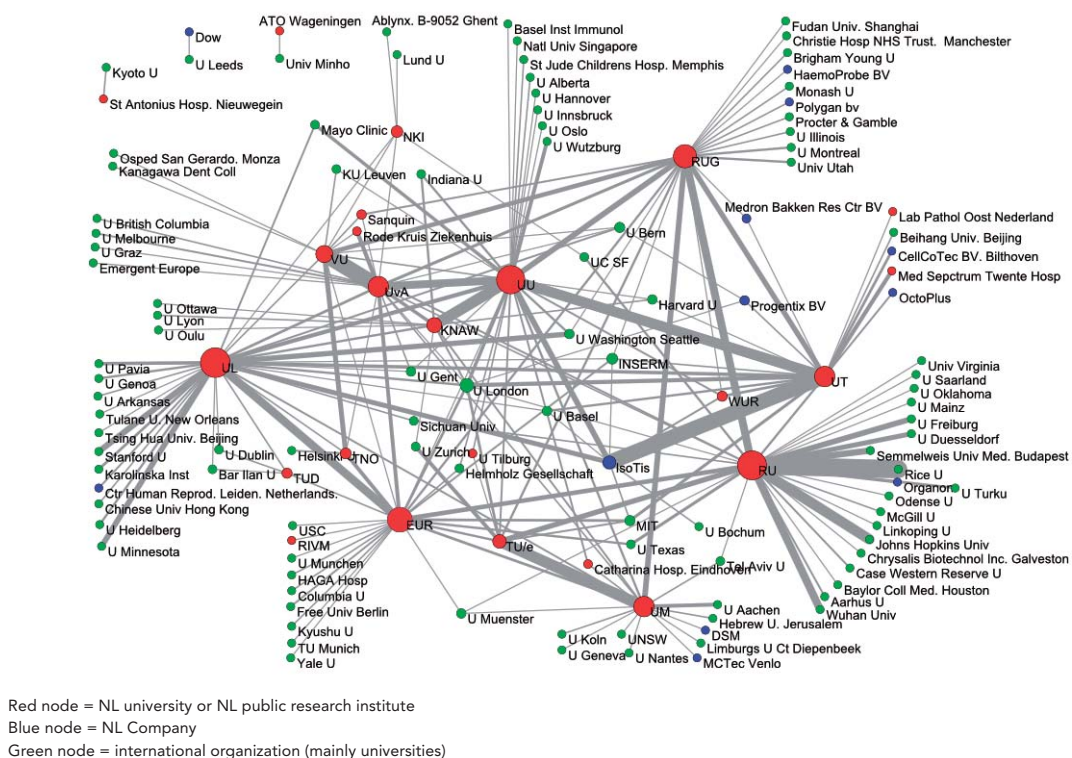 ATO Wageningen
Ablynx. B-9052 Ghent
Dow
U Leeds
Univ Minho
Lund U
Kyoto U
St Antonius Hosp. Nieuwegein
Basel Inst Immunol
Natl Univ Singapore
St Jude Childrens Hosp. Memphis
U Alberta
U Hannover
U Innsbruck
U Oslo
U Wutzburg
Fudan Univ. Shanghai
Christie Hosp NHS Trust. Manchester
Brigham Young U
HaemoProbe BV
Monash U
Polygan bv
Procter & Gamble
U Illinois
U Montreal
Univ Utah
Mayo Clinic
NKI
RUG
Osped San Gerardo. Monza
Kanagawa Dent Coll
KU Leuven
Indiana U
Sanquin
Rode Kruis Ziekenhuis
Medron Bakken Res Ctr BV
Lab Pathol Oost Nederland
Beihang Univ. Beijing
CellCoTec BV. Bilthoven
Med Sepctrum Twente Hosp
OctoPlus
U British Columbia
U Melbourne
U Graz
Emergent Europe
VU
UvA
UU
U Bern
UC SF
Harvard U
Progentix BV
U Ottawa
U Lyon
U Oulu
KNAW
U Washington Seattle
INSERM
UL
U Gent
U London
UT
WUR
U Basel
U Pavia
U Genoa
U Arkansas
Tulane U. New Orleans
Tsing Hua Univ. Beijing
Stanford U
Karolinska Inst
Ctr Human Reprod. Leiden. Netherlands.
Chinese Univ Hong Kong
U Heidelberg
U Minnesota
U Dublin
Bar Ilan U
TUD
Helsinki U
TNO
Sichuan Univ
U Zurich
U Tilburg
Helmholz Gesellschaft
IsoTis
RU
Univ Virginia
U Saarland
U Oklahoma
U Mainz
U Freiburg
U Duesseldorf
Semmelweis Univ Med. Budapest
Rice U
Organon
U Turku
Odense U
McGill U
Linkoping U
Johns Hopkins Univ
Chrysalis Biotechnol Inc. Galveston
Case Western Reserve U
Baylor Coll Med. Houston
Aarhus U
Wuhan Univ
EUR
TU/e
MIT
U Texas
U Bochum
Tel Aviv U
Catharina Hosp. Eindhoven
USC
RIVM
U Munchen
HAGA Hosp
Columbia U
Free Univ Berlin
Kyushu U
TU Munich
Yale U
U Muenster
UM
U Aachen
Hebrew U. Jerusalem
DSM
Limburgs U Ct Diepenbeek
MCTec Venlo
U Koln
UNSW
U Geneva
U Nantes
Red node = NL university or NL public research institute
Blue node = NL Company
Green node = international organization (mainly universities)